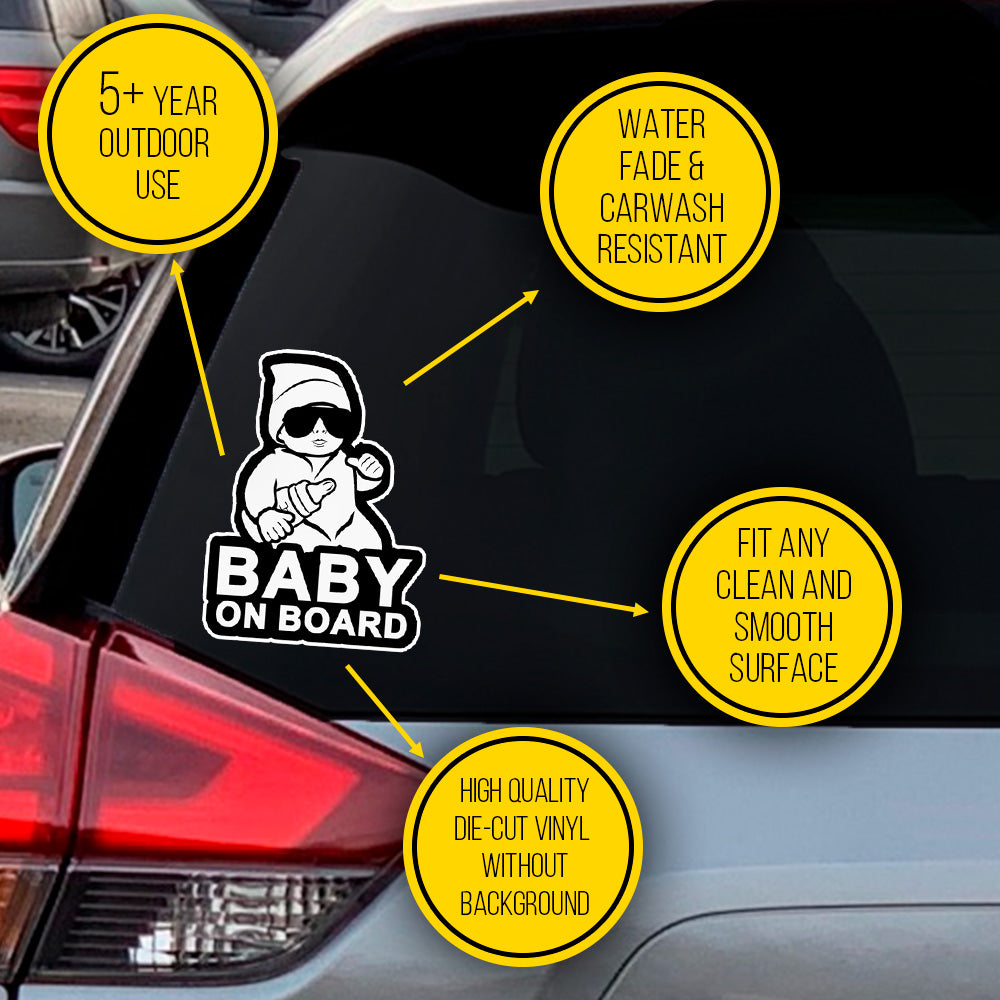 5+ YEAR
OUTDOOR
USE
WATER
FADE &
CARWASH
RESISTANT
BABY
ON BOARD
FIT ANY
CLEAN AND
SMOOTH
SURFACE
HIGH QUALITY
DIE-CUT VINYL
WITHOUT
BACKGROUND